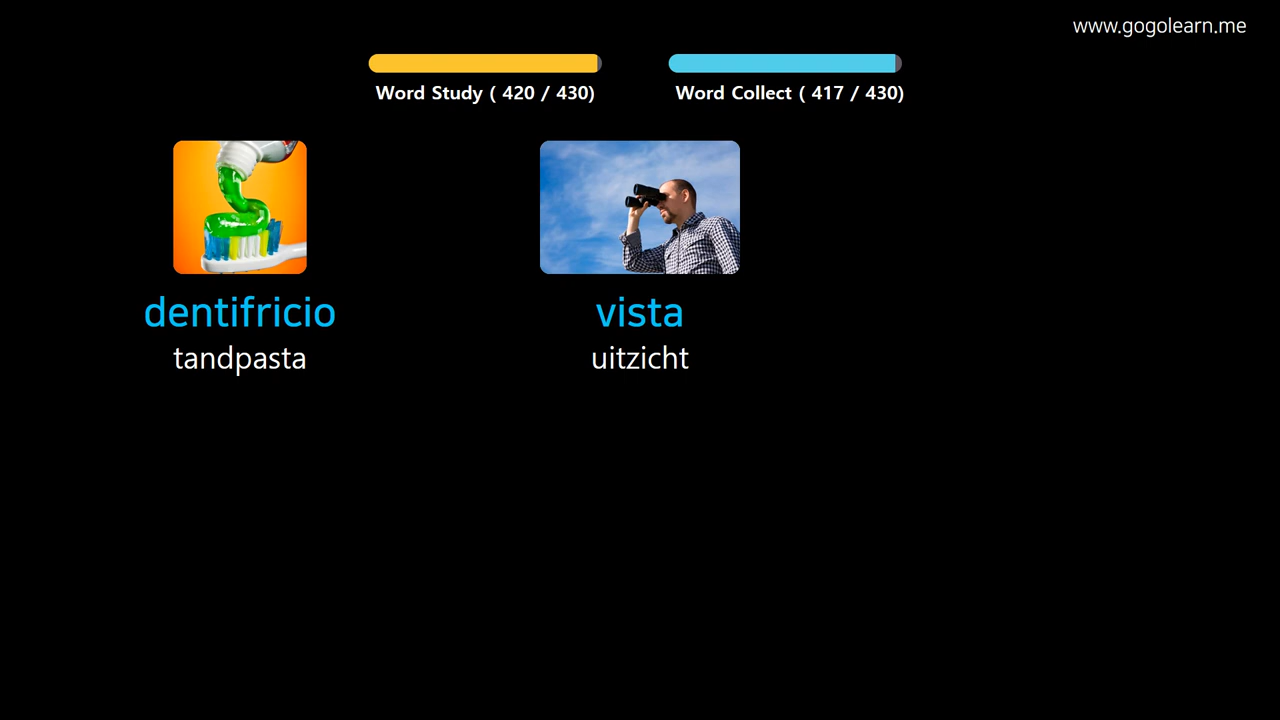 www.gogolearn.me
Word Study ( 420 / 430)
Word Collect ( 417 / 430)
dentifricio
vista
tandpasta
uitzicht